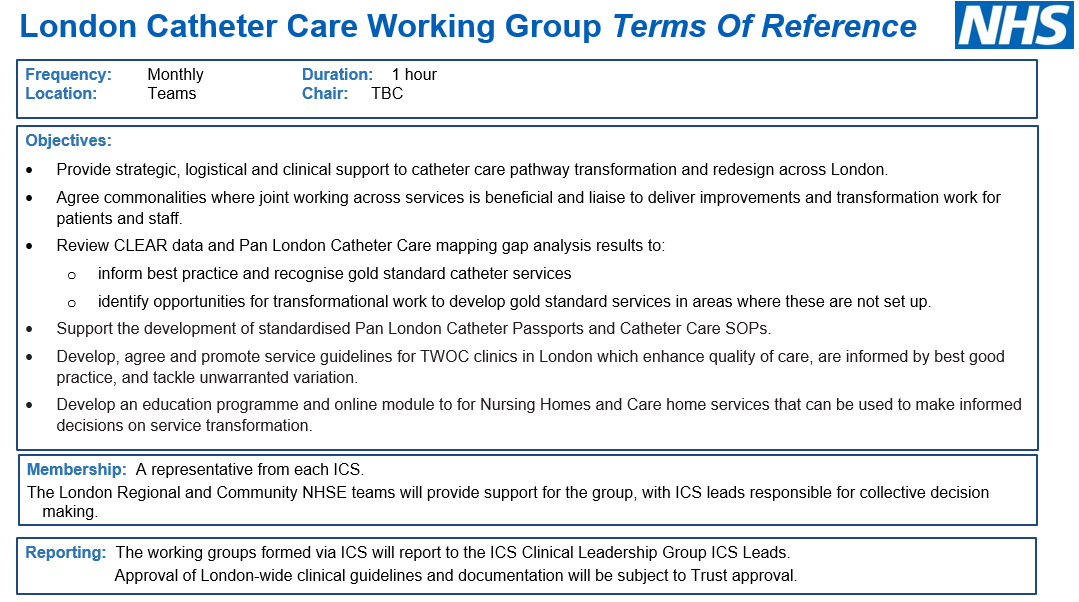 London Catheter Care Working Group Terms Of Reference
NHS
Frequency: Monthly Duration: 1 hour
Location: Teams Chair: TBC
Objectives:
• Provide strategic, logistical and clinical support to catheter care pathway transformation and redesign across London.
• Agree commonalities where joint working across services is beneficial and liaise to deliver improvements and transformation work for
patients and staff.
• Review CLEAR data and Pan London Catheter Care mapping gap analysis results to:
o inform best practice and recognise gold standard catheter services
o identify opportunities for transformational work to develop gold standard services in areas where these are not set up.
• Support the development of standardised Pan London Catheter Passports and Catheter Care SOPs.
• Develop, agree and promote service guidelines for TWOC clinics in London which enhance quality of care, are informed by best good
practice, and tackle unwarranted variation.
• Develop an education programme and online module to for Nursing Homes and Care home services that can be used to make informed
decisions on service transformation.
Membership: A representative from each ICS.
The London Regional and Community NHSE teams will provide support for the group, with ICS leads responsible for collective decision
making.
Reporting: The working groups formed via ICS will report to the ICS Clinical Leadership Group ICS Leads.
Approval of London-wide clinical guidelines and documentation will be subject to Trust approval.